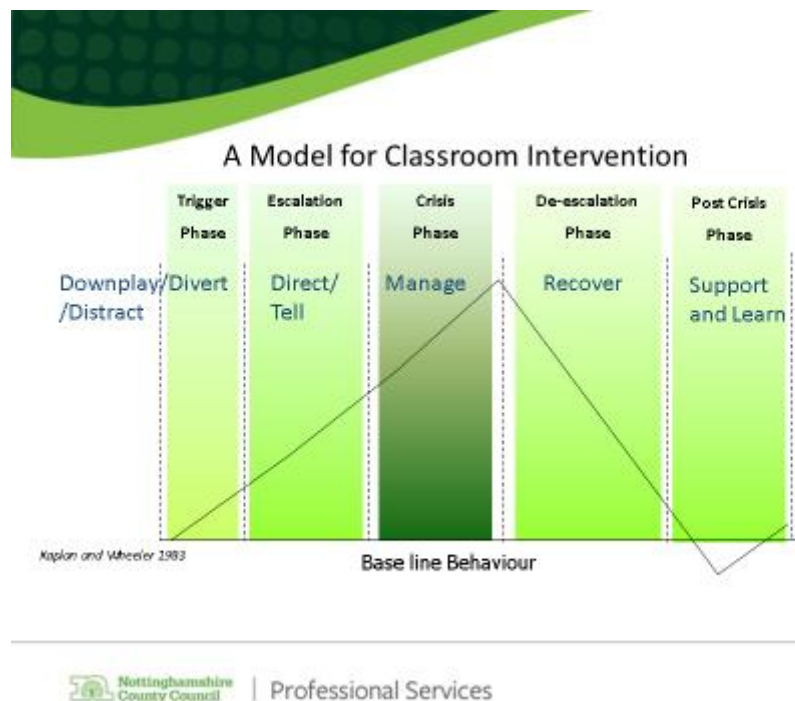 A Model for Classroom Intervention
Trigger
Phase
Escalation
Phase
Crisis
Phase
De-escalation
Phase
Post Crisis
Phase
Downplay/Divert
/Distract
Direct/
Tell
Manage
Recover
Support
and Learn
Kaplan and Wheeler 1983
Base line Behaviour
Nottinghamshire
County Council
Professional Services